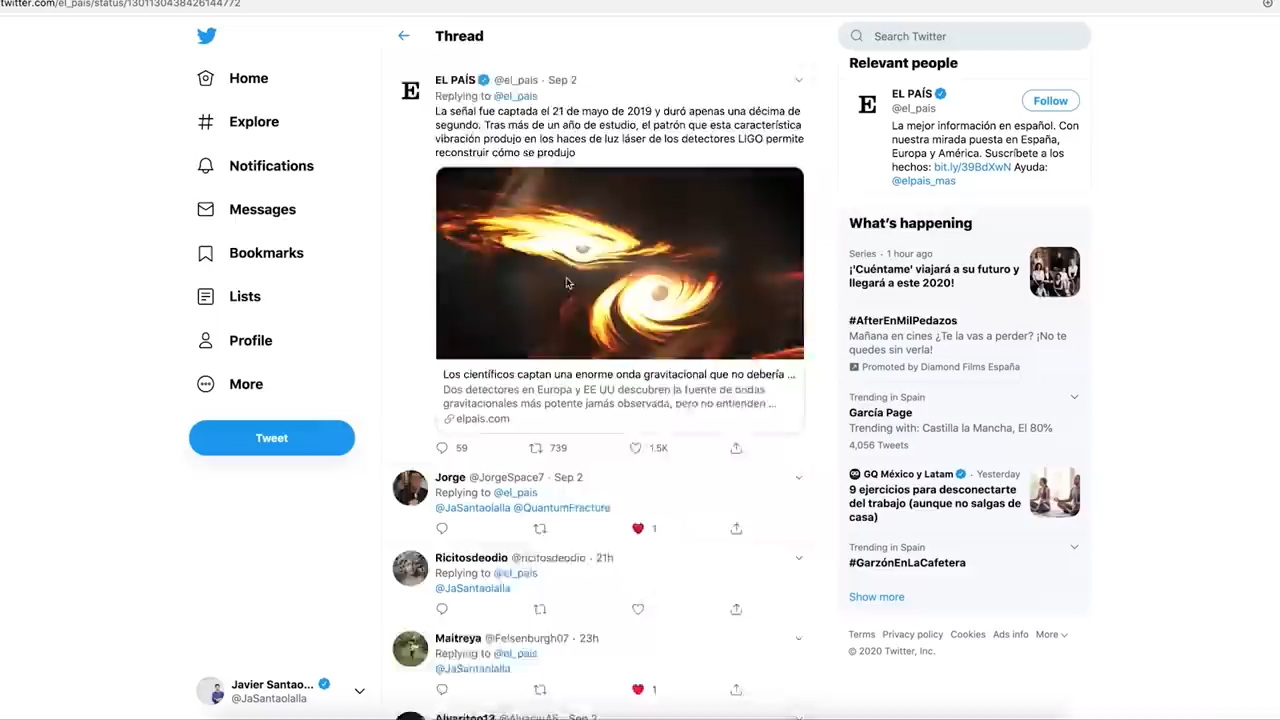 twitter.com/el_pais/status/1301130438426144772
Home
Explore
Notifications
Messages
Bookmarks
Lists
Profile
More
Tweet
Javier Santao...
@JaSantaolalla
Thread
EL PAÍS @el_pais · Sep 2
Replying to @el_pais
La señal fue captada el 21 de mayo de 2019 y duró apenas una décima de
segundo. Tras más de un año de estudio, el patrón que esta característica
vibración produjo en los haces de luz láser de los detectores LIGO permite
reconstruir cómo se produjo
Los científicos captan una enorme onda gravitacional que no debería ...
Dos detectores en Europa y EE UU descubren la fuente de ondas
gravitacionales más potente jamás observada, pero no entienden ...
elpais.com
59 739 1.5K
Jorge @JorgeSpace7 · Sep 2
Replying to @el_pais
@JaSantaolalla @QuantumFracture
1
Ricitosdeodio @ricitosdeodio · 21h
Replying to @el_pais
@JaSantaolalla
Maitreya @Felsenburgh07 · 23h
Replying to @el_pais
@JaSantaolalla
1
Alvaritoo13 · Sep 2
Search Twitter
Relevant people
EL PAÍS
@el_pais
Follow
La mejor información en español. Con
nuestra mirada puesta en España,
Europa y América. Suscríbete a los
hechos: bit.ly/39BdXwN Ayuda:
@elpais_mas
What's happening
Series · 1 hour ago
¡'Cuéntame' viajará a su futuro y
llegará a este 2020!
#AfterEnMilPedazos
Mañana en cines ¿Te la vas a perder? ¡No te
quedes sin verla!
Promoted by Diamond Films España
Trending in Spain
García Page
Trending with: Castilla la Mancha, El 80%
4,056 Tweets
GQ México y Latam · Yesterday
9 ejercicios para desconectarte
del trabajo (aunque no salgas de
casa)
Trending in Spain
#GarzónEnLaCafetera
Show more
Terms Privacy policy Cookies Ads info More
© 2020 Twitter, Inc.